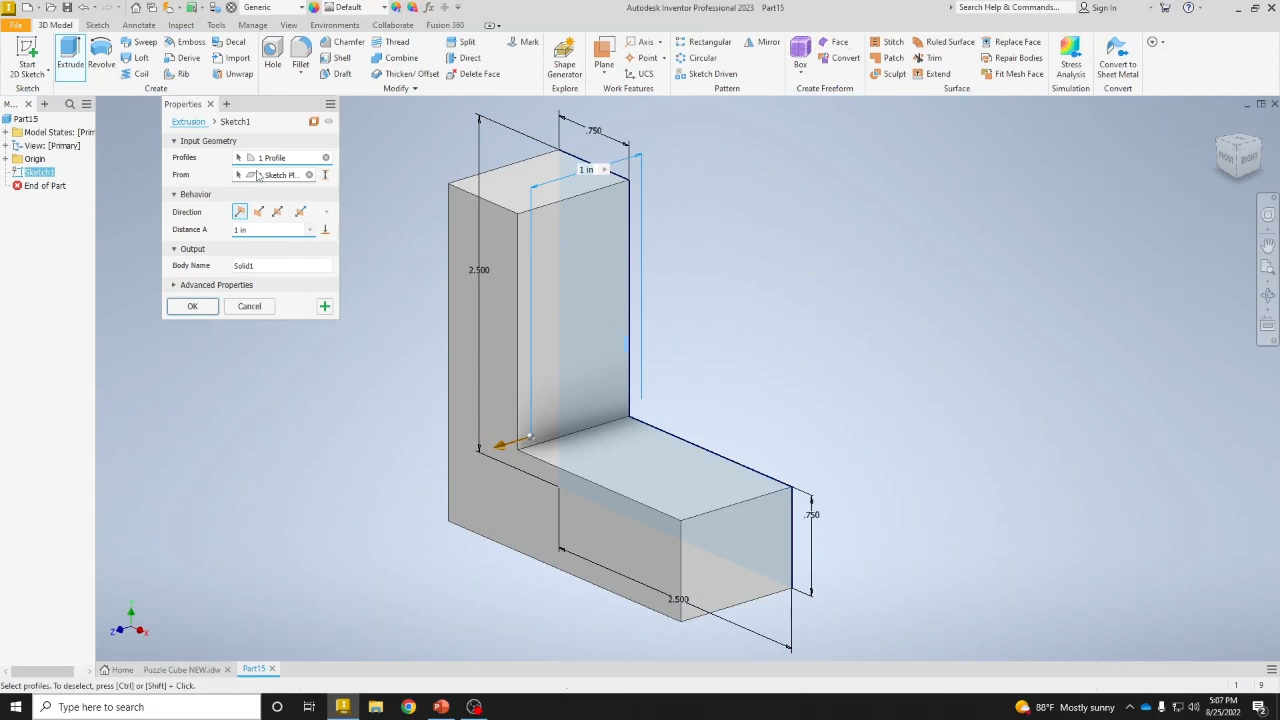 Generic
Default
Autodesk Inventor Professional 2023 Part15
Search Help & Commands...
Sign In
File
3D Model
Sketch
Annotate
Inspect
Tools
Manage
View
Environments
Collaborate
Fusion 360
Start
2D Sketch
Sketch
Extrude
Revolve
Sweep
Loft
Coil
Emboss
Derive
Rib
Decal
Import
Unwrap
Create
Hole
Fillet
Chamfer
Shell
Draft
Thread
Combine
Thicken/ Offset
Split
Direct
Delete Face
Modify
Mark
Shape
Generator
Explore
Plane
Axis
Point
UCS
Work Features
Rectangular
Circular
Sketch Driven
Mirror
Pattern
Box
Face
Convert
Create Freeform
Stitch
Patch
Sculpt
Ruled Surface
Trim
Extend
Replace Face
Repair Bodies
Fit Mesh Face
Surface
Stress
Analysis
Simulation
Convert to
Sheet Metal
Convert
M...
Part15
Model States: [Prim
View: [Primary]
Origin
Sketch1
End of Part
Properties
Extrusion > Sketch1
Input Geometry
Profiles 1 Profile
From Sketch Pl...
Behavior
Direction
Distance A 1 in
Output
Body Name Solid1
Advanced Properties
OK Cancel
.750
1 in
2.500
.750
2.500
FRONT
RIGHT
Z X
Home
Puzzle Cube NEW.idw
Part15
Select profiles. To deselect, press [Ctrl] or [Shift] + Click.
1 9
Type here to search
88°F Mostly sunny
5:07 PM
8/25/2022